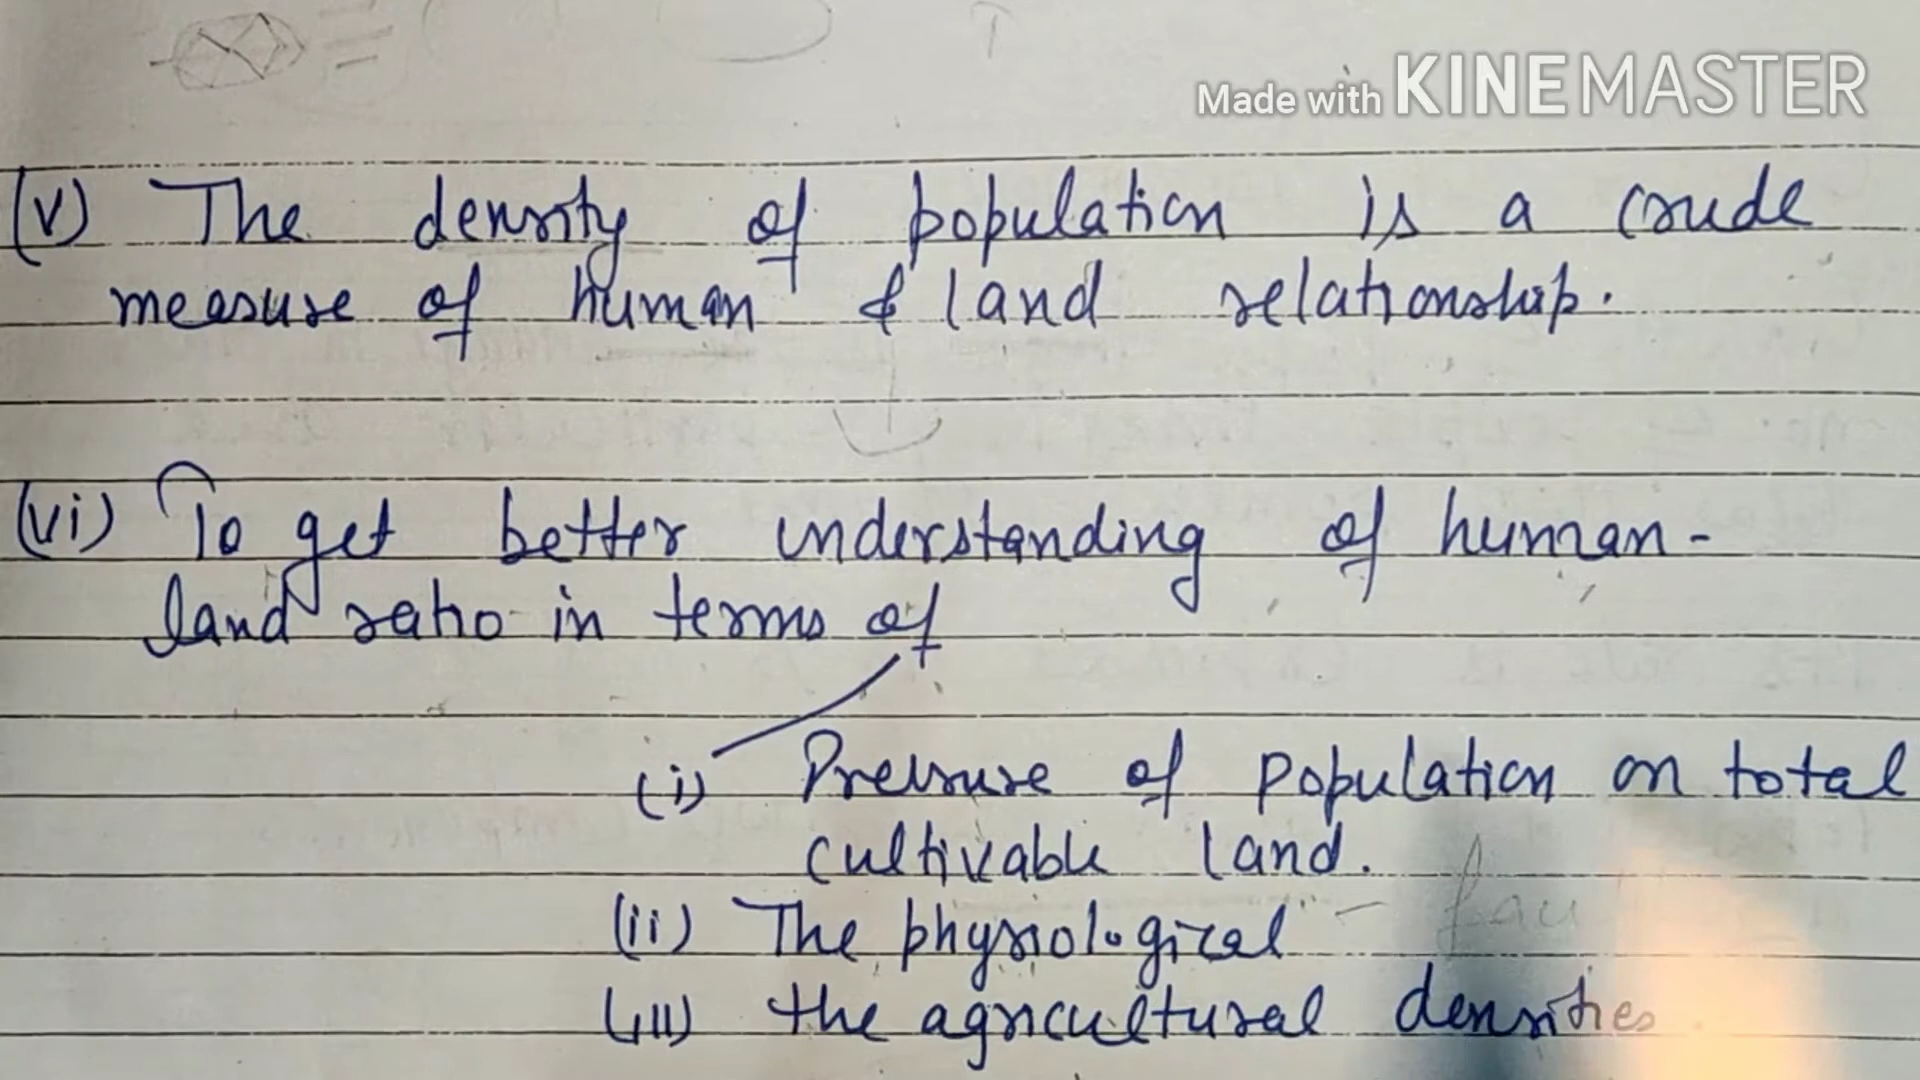 Made with KINEMASTER
(v) The density of population is a crude
measure of human & land relationship.
(vi) To get better understanding of human-
land ratio in terms of
(i) Pressure of population on total
cultivable land.
(ii) The physiological
(iii) the agricultural densities